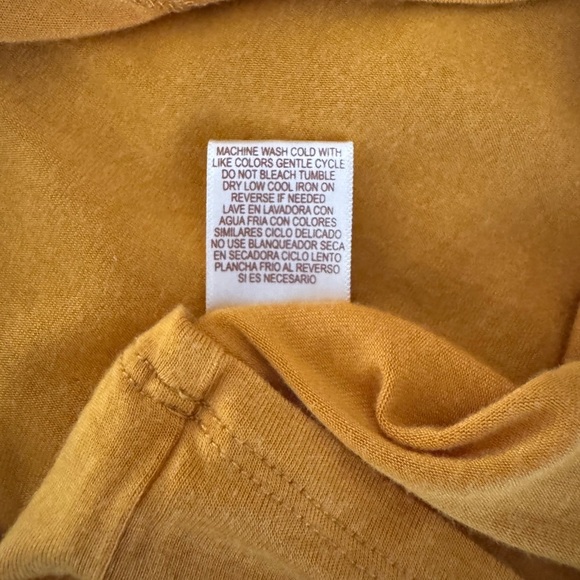 MACHINE WASH COLD WITH
LIKE COLORS GENTLE CYCLE
DO NOT BLEACH TUMBLE
DRY LOW COOL IRON ON
REVERSE IF NEEDED
LAVE EN LAVADORA CON
AGUA FRIA CON COLORES
SIMILARES CICLO DELICADO
NO USE BLANQUEADOR SECA
EN SECADORA CICLO LENTO
PLANCHA FRIO AL REVERSO
SI ES NECESARIO